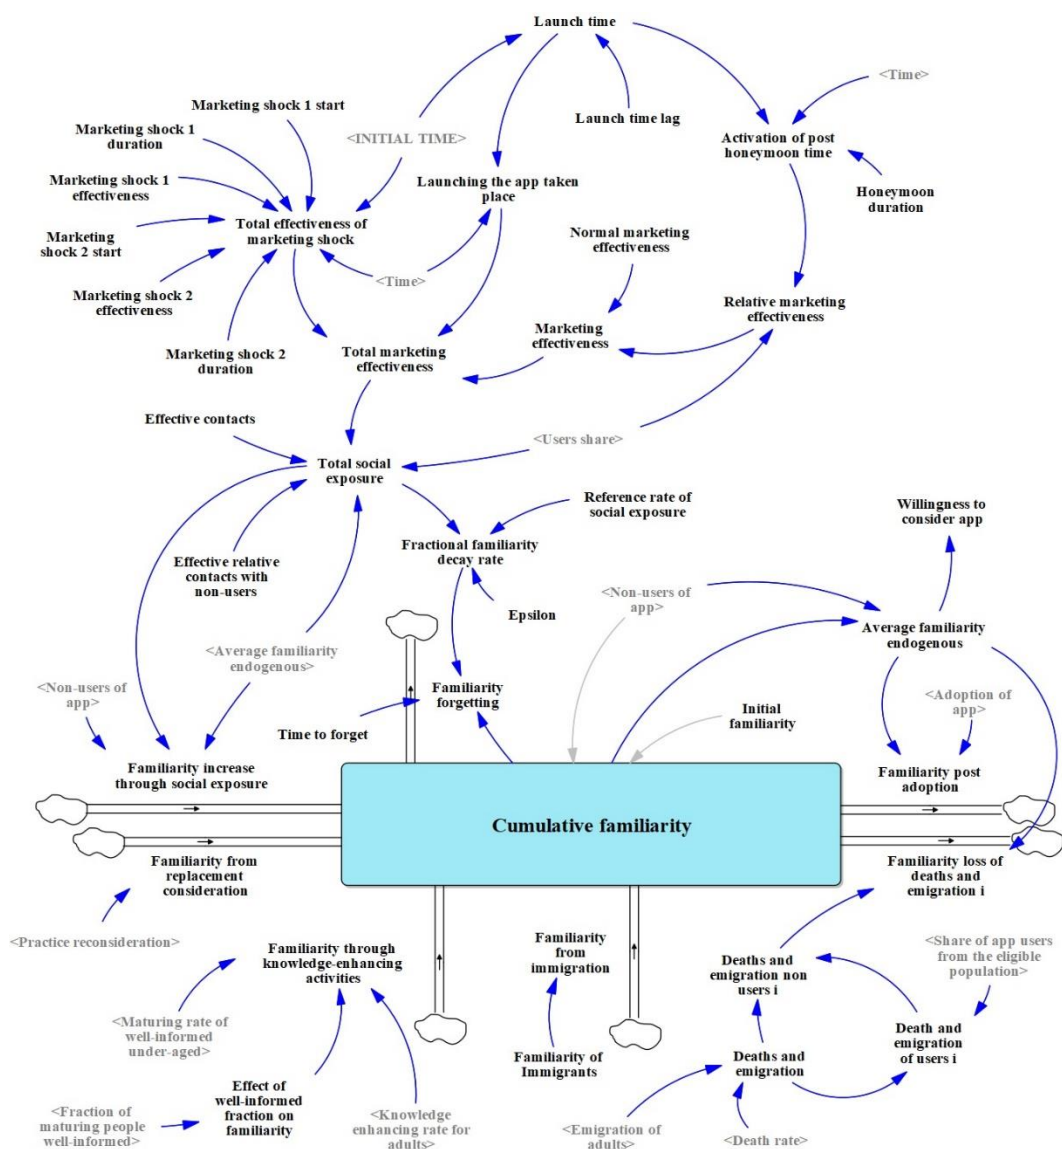 Launch time
<Time>
Marketing shock 1 start
Launch time lag
Marketing shock 1
duration
<INITIAL TIME>
Activation of post
honeymoon time
Marketing shock 1
effectiveness
Launching the app taken
place
Honeymoon
duration
Total effectiveness of
marketing shock
Normal marketing
effectiveness
Marketing
shock 2 start
<Time>
Marketing shock 2
effectiveness
Relative marketing
effectiveness
Marketing
effectiveness
Marketing shock 2
duration
Total marketing
effectiveness
Effective contacts
<Users share>
Total social
exposure
Reference rate of
social exposure
Willingness to
consider app
Fractional familiarity
decay rate
Effective relative
contacts with
non-users
<Non-users of
app>
Epsilon
Average familiarity
endogenous
<Average familiarity
endogenous>
<Non-users of
app>
Familiarity
forgetting
<Adoption of
app>
Initial
familiarity
Time to forget
Familiarity increase
through social exposure
Familiarity post
adoption
Cumulative familiarity
Familiarity from
replacement
consideration
Familiarity loss of
deaths and
emigration i
<Practice reconsideration>
Familiarity through
knowledge-enhancing
activities
Familiarity
from
immigration
Deaths and
emigration non
users i
<Share of app users
from the eligible
population>
<Maturing rate of
well-informed
under-aged>
Death and
emigration
of users i
Familiarity of
Immigrants
Deaths and
emigration
Effect of
well-informed
fraction on
familiarity
<Fraction of
maturing people
well-informed>
<Knowledge
enhancing rate for
adults>
<Emigration of
adults>
<Death rate>